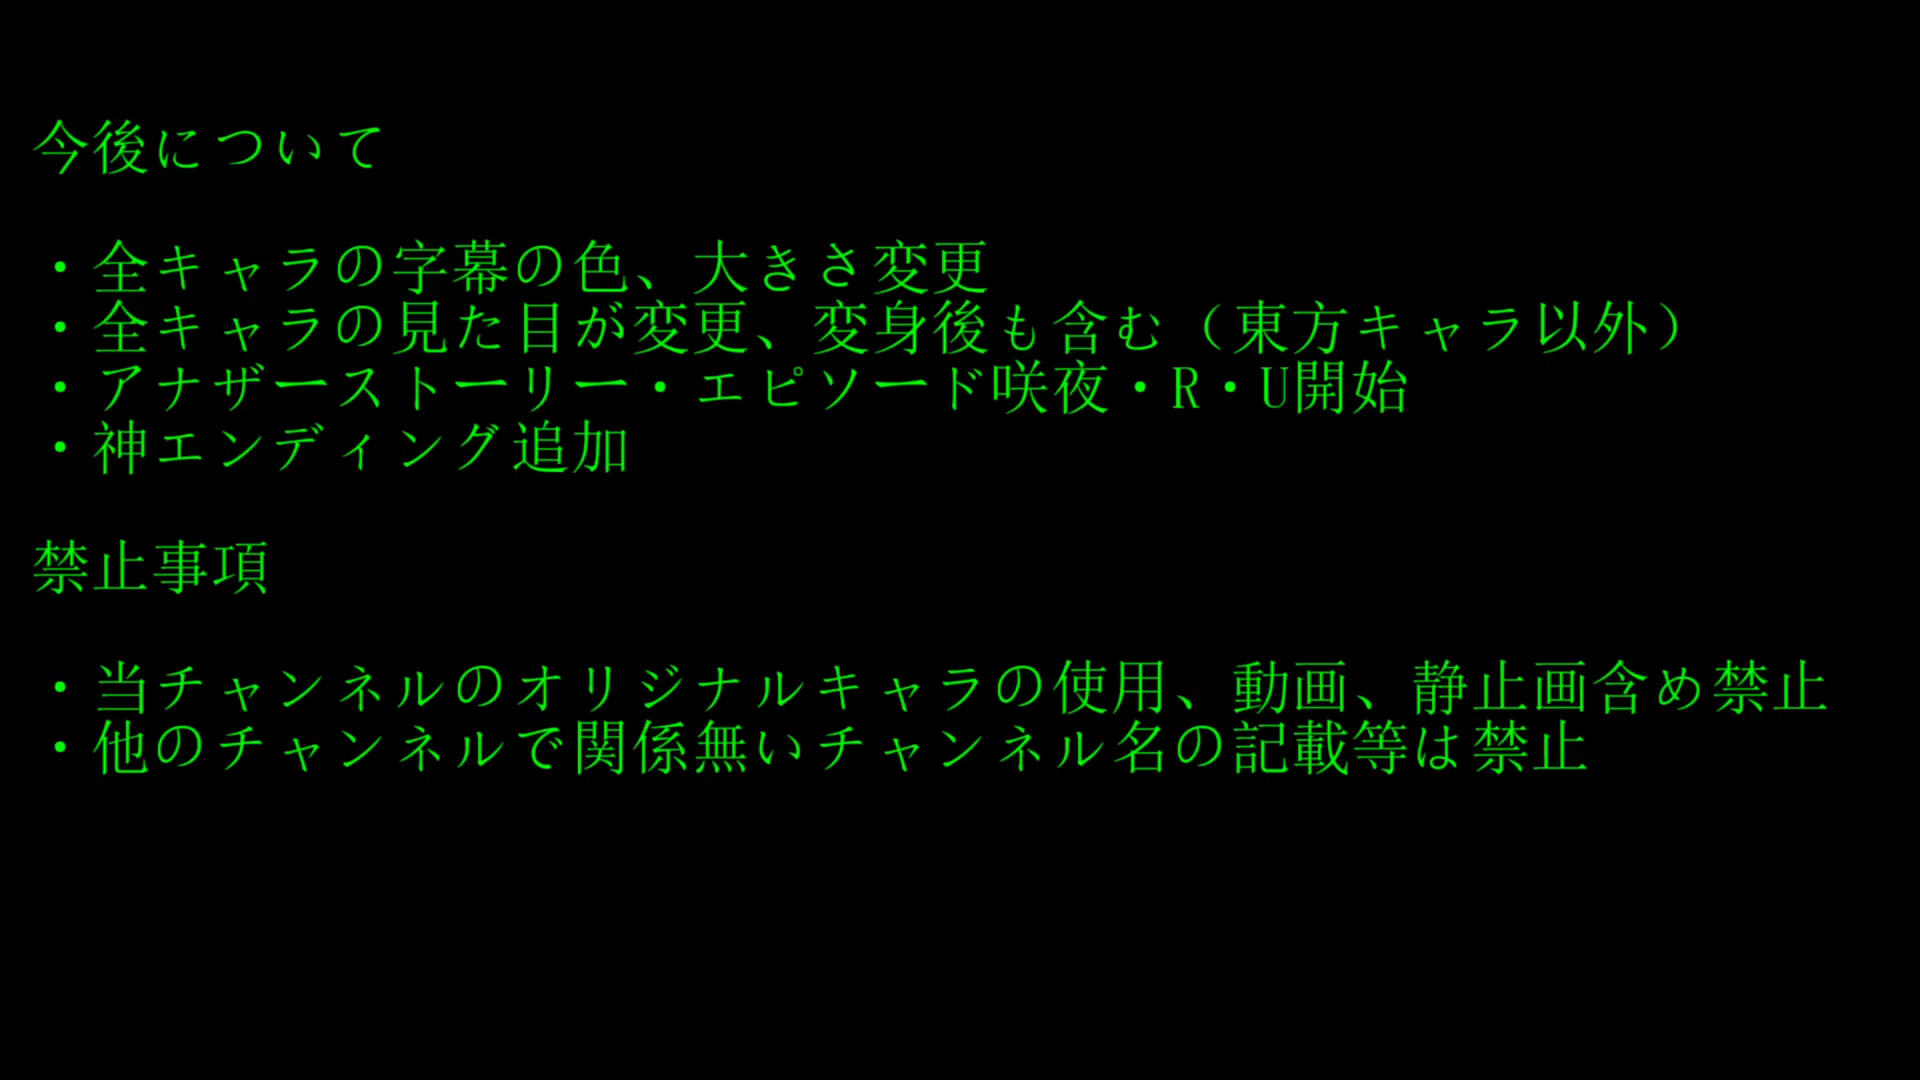 今後について
・全キャラの字幕の色、大きさ変更
・全キャラの見た目が変更、変身後も含む（東方キャラ以外）
・アナザーストーリー・エピソード咲夜・R・U開始
・神エンディング追加
禁止事項
・当チャンネルのオリジナルキャラの使用、動画、静止画含め禁止
・他のチャンネルで関係無いチャンネル名の記載等は禁止